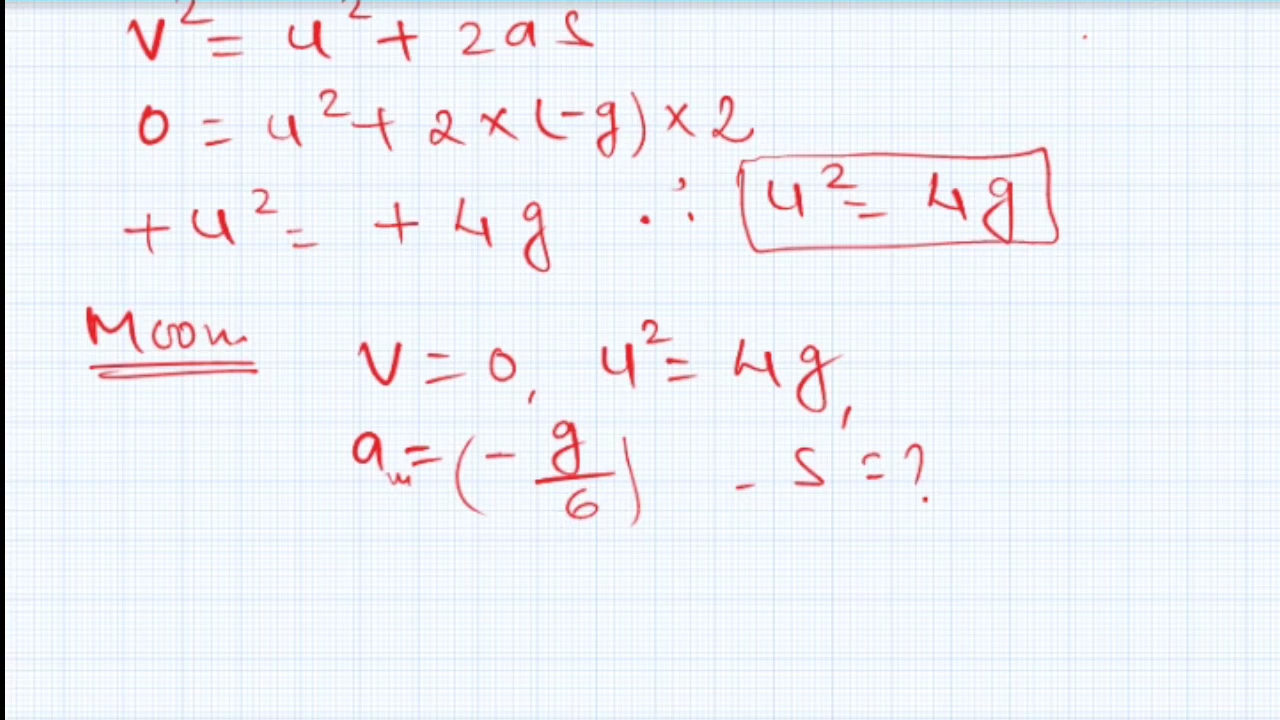 v² = u² + 2as
0 = u² + 2 × (-g) × 2
+ u² = + 4g ∴ u² = 4g
Moon v = 0, u² = 4g,
aₘ = (- g/6) - s = ?